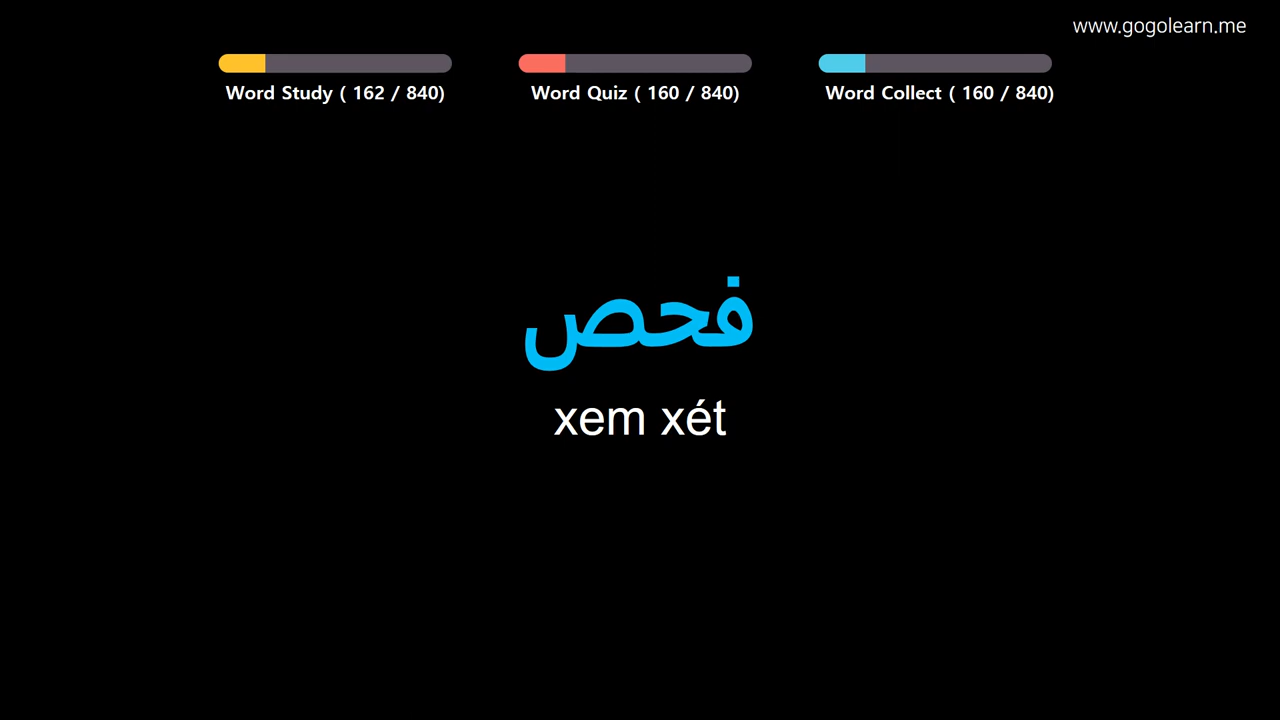 www.gogolearn.me
Word Study ( 162 / 840)
Word Quiz ( 160 / 840)
Word Collect ( 160 / 840)
فحص
xem xét